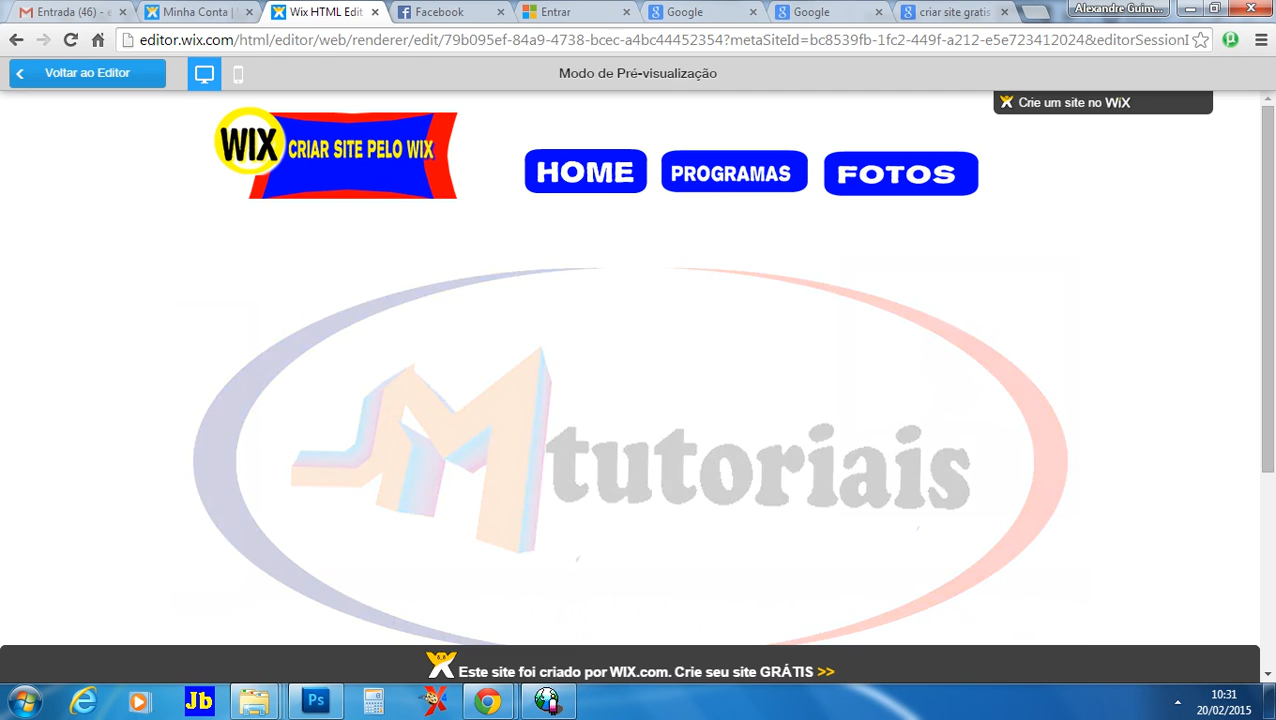 Entrada (46) - e
Minha Conta |
Wix HTML Edit
Facebook
Entrar
Google
Google
criar site gratis
Alexandre Guim...
editor.wix.com/html/editor/web/renderer/edit/79b095ef-84a9-4738-bcec-a4bc44452354?metaSiteId=bc8539fb-1fc2-449f-a212-e5e723412024&editorSessionI
Voltar ao Editor
Modo de Pré-visualização
Crie um site no WiX
WIX
CRIAR SITE PELO WIX
HOME
PROGRAMAS
FOTOS
M tutoriais
Este site foi criado por WIX.com. Crie seu site GRÁTIS >>
Jb
Ps
10:31
20/02/2015